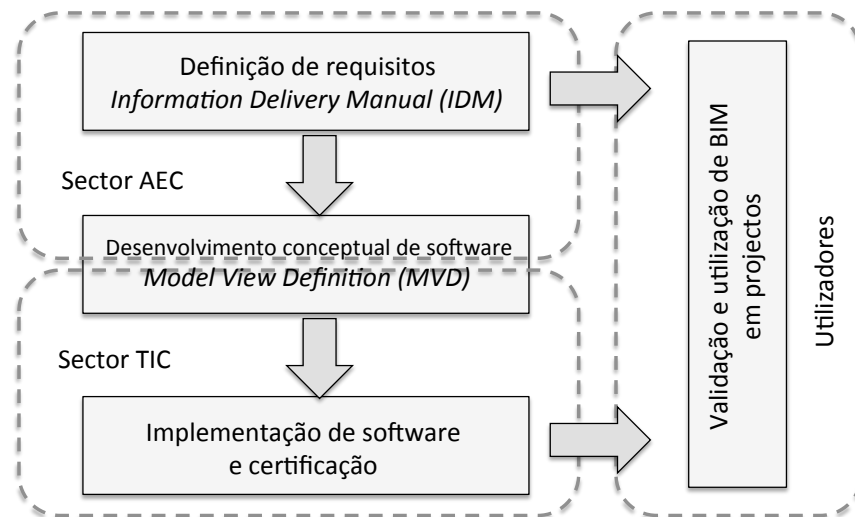 Definição de requisitos
Information Delivery Manual (IDM)
Sector AEC
Desenvolvimento conceptual de software
Model View Definition (MVD)
Sector TIC
Implementação de software
e certificação
Validação e utilização de BIM
em projectos
Utilizadores